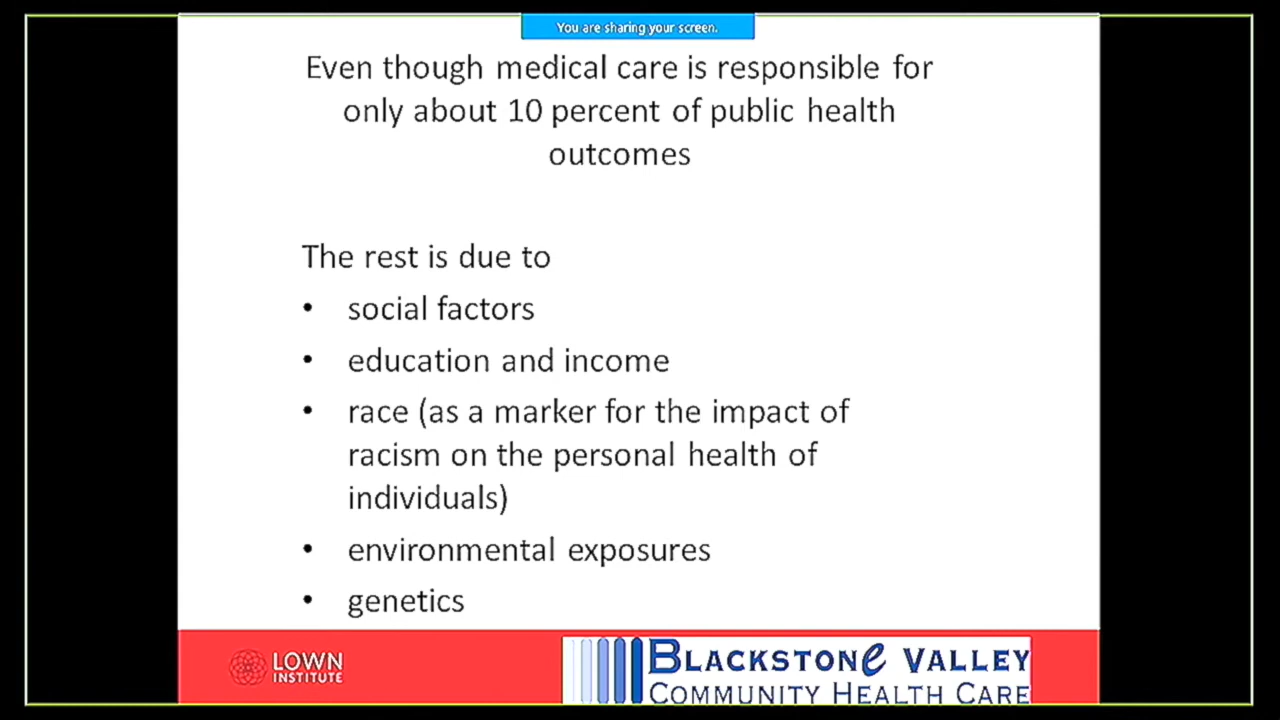 You are sharing your screen.
Even though medical care is responsible for
only about 10 percent of public health
outcomes
The rest is due to
• social factors
• education and income
• race (as a marker for the impact of
racism on the personal health of
individuals)
• environmental exposures
• genetics
LOWN
INSTITUTE
BLACKSTONe VALLEY
COMMUNITY HEALTH CARE